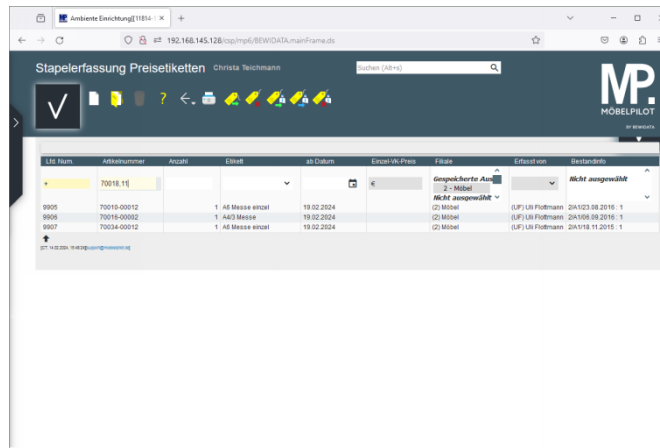 Ambiente Einrichtung[[11814-
192.168.145.128/csp/mp6/BEWIDATA.mainFrame.cls
Stapelerfassung Preisetiketten Christa Teichmann
Suchen (Alt+s)
MP.
MÖBELPILOT
BY BEWIDATA
Lfd. Num. Artikelnummer Anzahl Etikett ab Datum Einzel-VK-Preis Filiale Erfasst von Bestandinfo
+ 70018,11 € Gespeicherte Aus Nicht ausgewählt
2 - Möbel
Nicht ausgewählt
9905 70010-00012 1 A6 Messe einzel 19.02.2024 (2) Möbel (UF) Uli Flottmann 2/A1/23.08.2016 : 1
9906 70016-00002 1 A4/3 Messe 19.02.2024 (2) Möbel (UF) Uli Flottmann 2/A1/06.09.2016 : 1
9907 70034-00012 1 A6 Messe einzel 19.02.2024 (2) Möbel (UF) Uli Flottmann 2/A1/18.11.2015 : 1